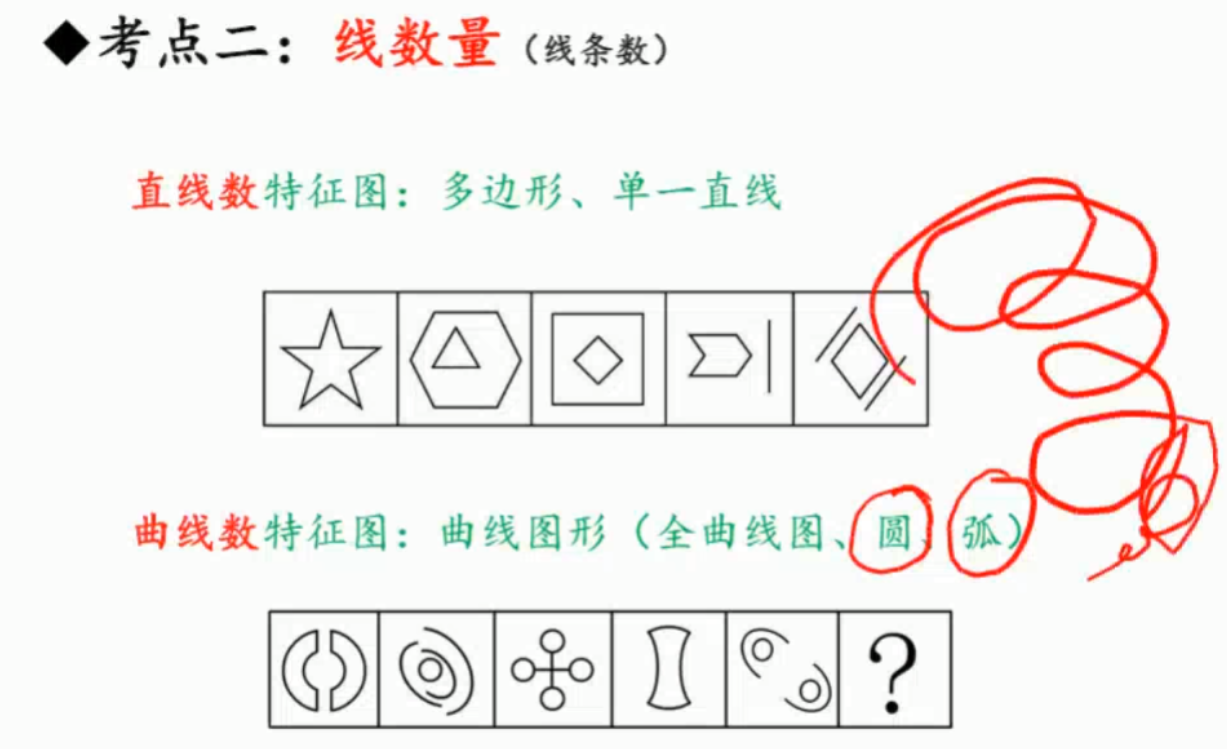 ◆考点二：线数量（线条数）
直线数特征图：多边形、单一直线
曲线数特征图：曲线图形（全曲线图、圆、弧）
?